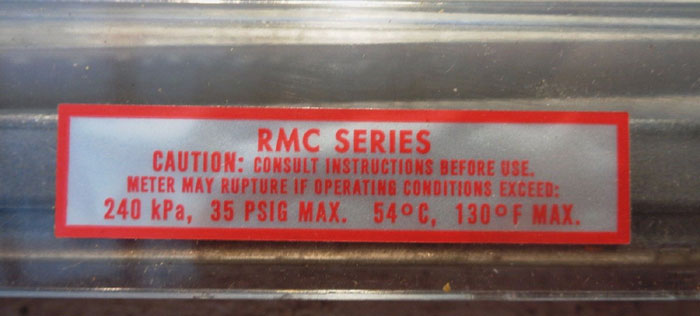 RMC SERIES
CAUTION: CONSULT INSTRUCTIONS BEFORE USE.
METER MAY RUPTURE IF OPERATING CONDITIONS EXCEED:
240 kPa, 35 PSIG MAX. 54°C, 130°F MAX.